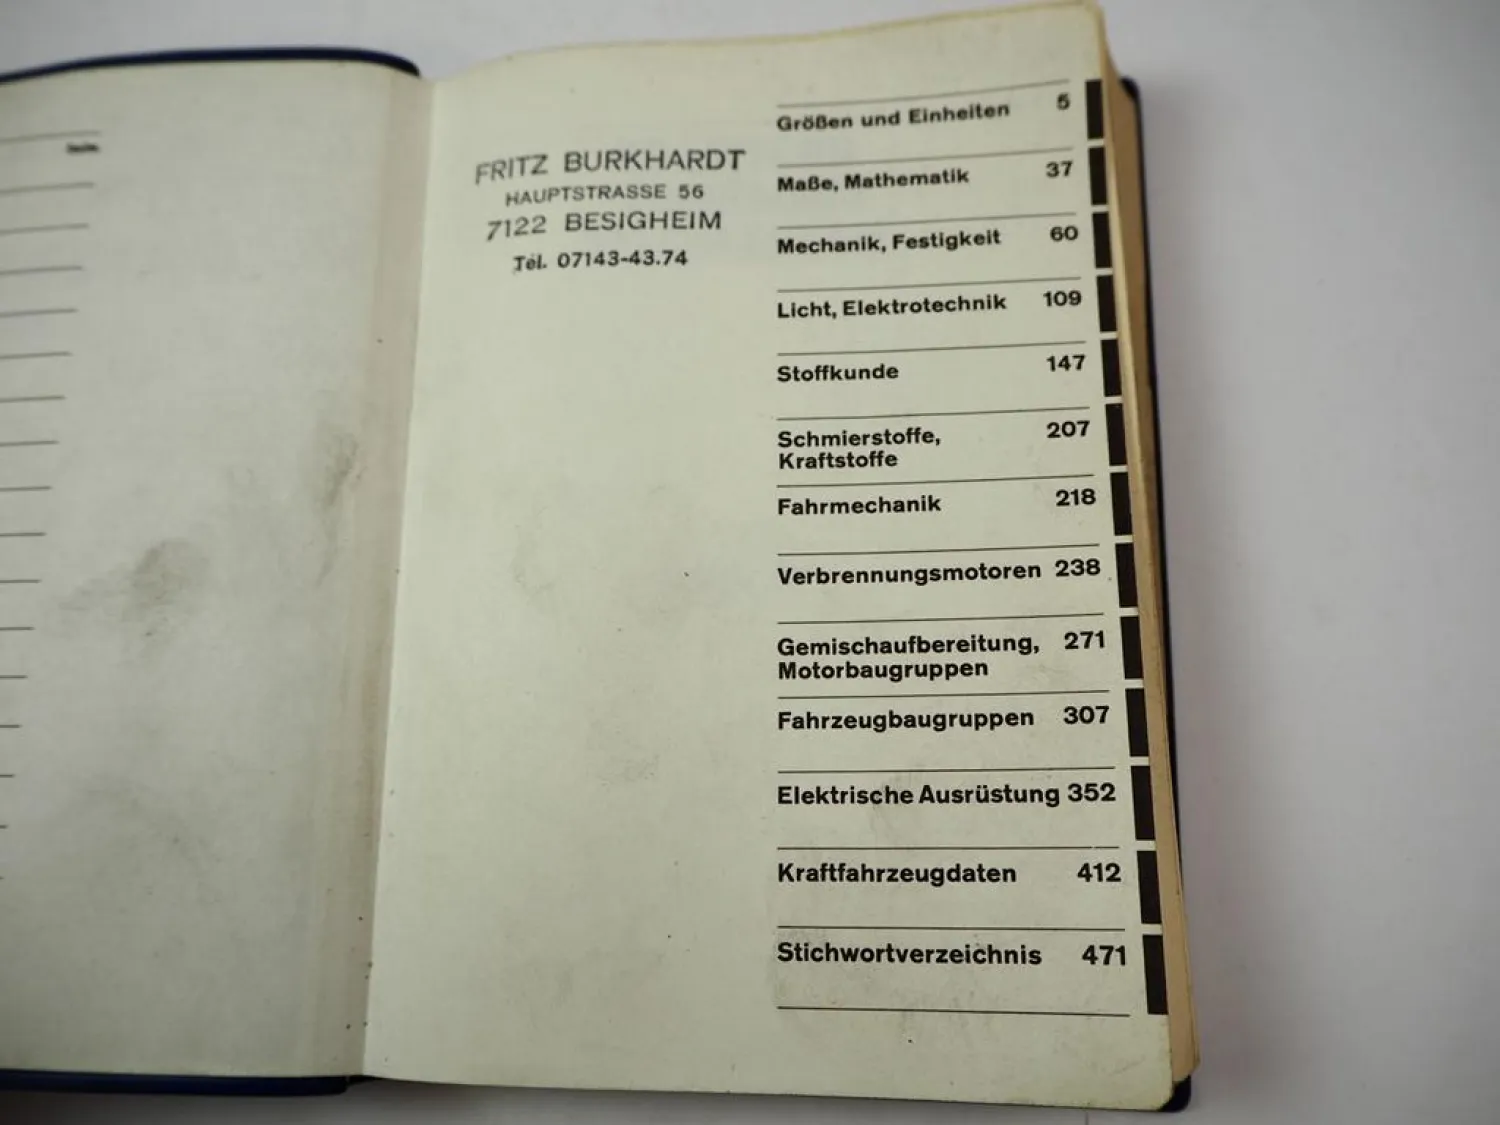 FRITZ BURKHARDT
HAUPTSTRASSE 56
7122 BESIGHEIM
Tel. 07143-43.74
Größen und Einheiten 5
Maße, Mathematik 37
Mechanik, Festigkeit 60
Licht, Elektrotechnik 109
Stoffkunde 147
Schmierstoffe, 207
Kraftstoffe
Fahrmechanik 218
Verbrennungsmotoren 238
Gemischaufbereitung, 271
Motorbaugruppen
Fahrzeugbaugruppen 307
Elektrische Ausrüstung 352
Kraftfahrzeugdaten 412
Stichwortverzeichnis 471